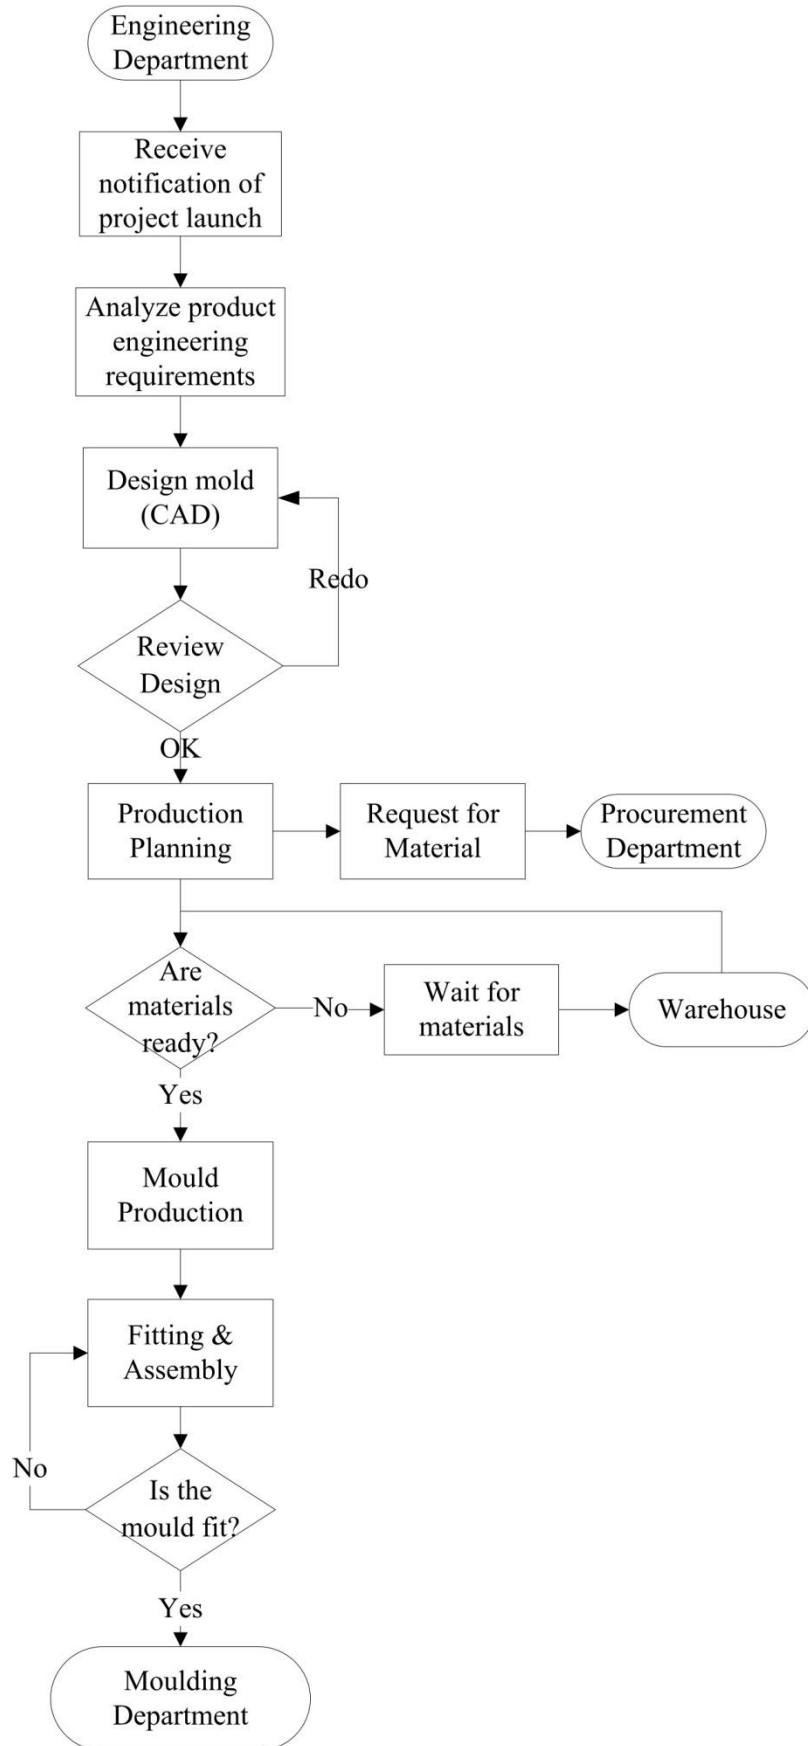 Engineering
Department
Receive
notification of
project launch
Analyze product
engineering
requirements
Design mold
(CAD)
Redo
Review
Design
OK
Production
Planning
Request for
Material
Procurement
Department
Are
materials
ready?
No
Wait for
materials
Warehouse
Yes
Mould
Production
Fitting &
Assembly
No
Is the
mould fit?
Yes
Moulding
Department